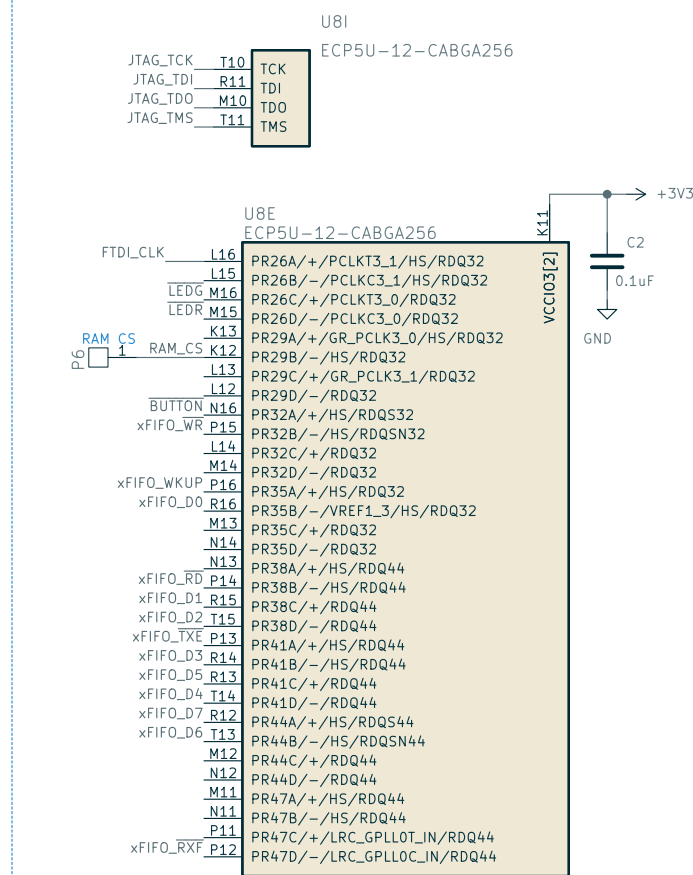 U8I
ECP5U-12-CABGA256
JTAG_TCK T10 TCK
JTAG_TDI R11 TDI
JTAG_TDO M10 TDO
JTAG_TMS T11 TMS
+3V3
K11
C2
0.1uF
GND
VCCIO3[2]
U8E
ECP5U-12-CABGA256
FTDI_CLK L16 PR26A/+/PCLKT3_1/HS/RDQ32
L15 PR26B/-/PCLKC3_1/HS/RDQ32
LEDG M16 PR26C/+/PCLKT3_0/RDQ32
LEDR M15 PR26D/-/PCLKC3_0/RDQ32
K13 PR29A/+/GR_PCLK3_0/HS/RDQ32
RAM_CS
P6 1 RAM_CS K12 PR29B/-/HS/RDQ32
L13 PR29C/+/GR_PCLK3_1/RDQ32
L12 PR29D/-/RDQ32
BUTTON N16 PR32A/+/HS/RDQS32
xFIFO_WR P15 PR32B/-/HS/RDQSN32
L14 PR32C/+/RDQ32
M14 PR32D/-/RDQ32
xFIFO_WKUP P16 PR35A/+/HS/RDQ32
xFIFO_D0 R16 PR35B/-/VREF1_3/HS/RDQ32
M13 PR35C/+/RDQ32
N14 PR35D/-/RDQ32
N13 PR38A/+/HS/RDQ44
xFIFO_RD P14 PR38B/-/HS/RDQ44
xFIFO_D1 R15 PR38C/+/RDQ44
xFIFO_D2 T15 PR38D/-/RDQ44
xFIFO_TXE P13 PR41A/+/HS/RDQ44
xFIFO_D3 R14 PR41B/-/HS/RDQ44
xFIFO_D5 R13 PR41C/+/RDQ44
xFIFO_D4 T14 PR41D/-/RDQ44
xFIFO_D7 R12 PR44A/+/HS/RDQS44
xFIFO_D6 T13 PR44B/-/HS/RDQSN44
M12 PR44C/+/RDQ44
N12 PR44D/-/RDQ44
M11 PR47A/+/HS/RDQ44
N11 PR47B/-/HS/RDQ44
P11 PR47C/+/LRC_GPLL0T_IN/RDQ44
xFIFO_RXF P12 PR47D/-/LRC_GPLL0C_IN/RDQ44